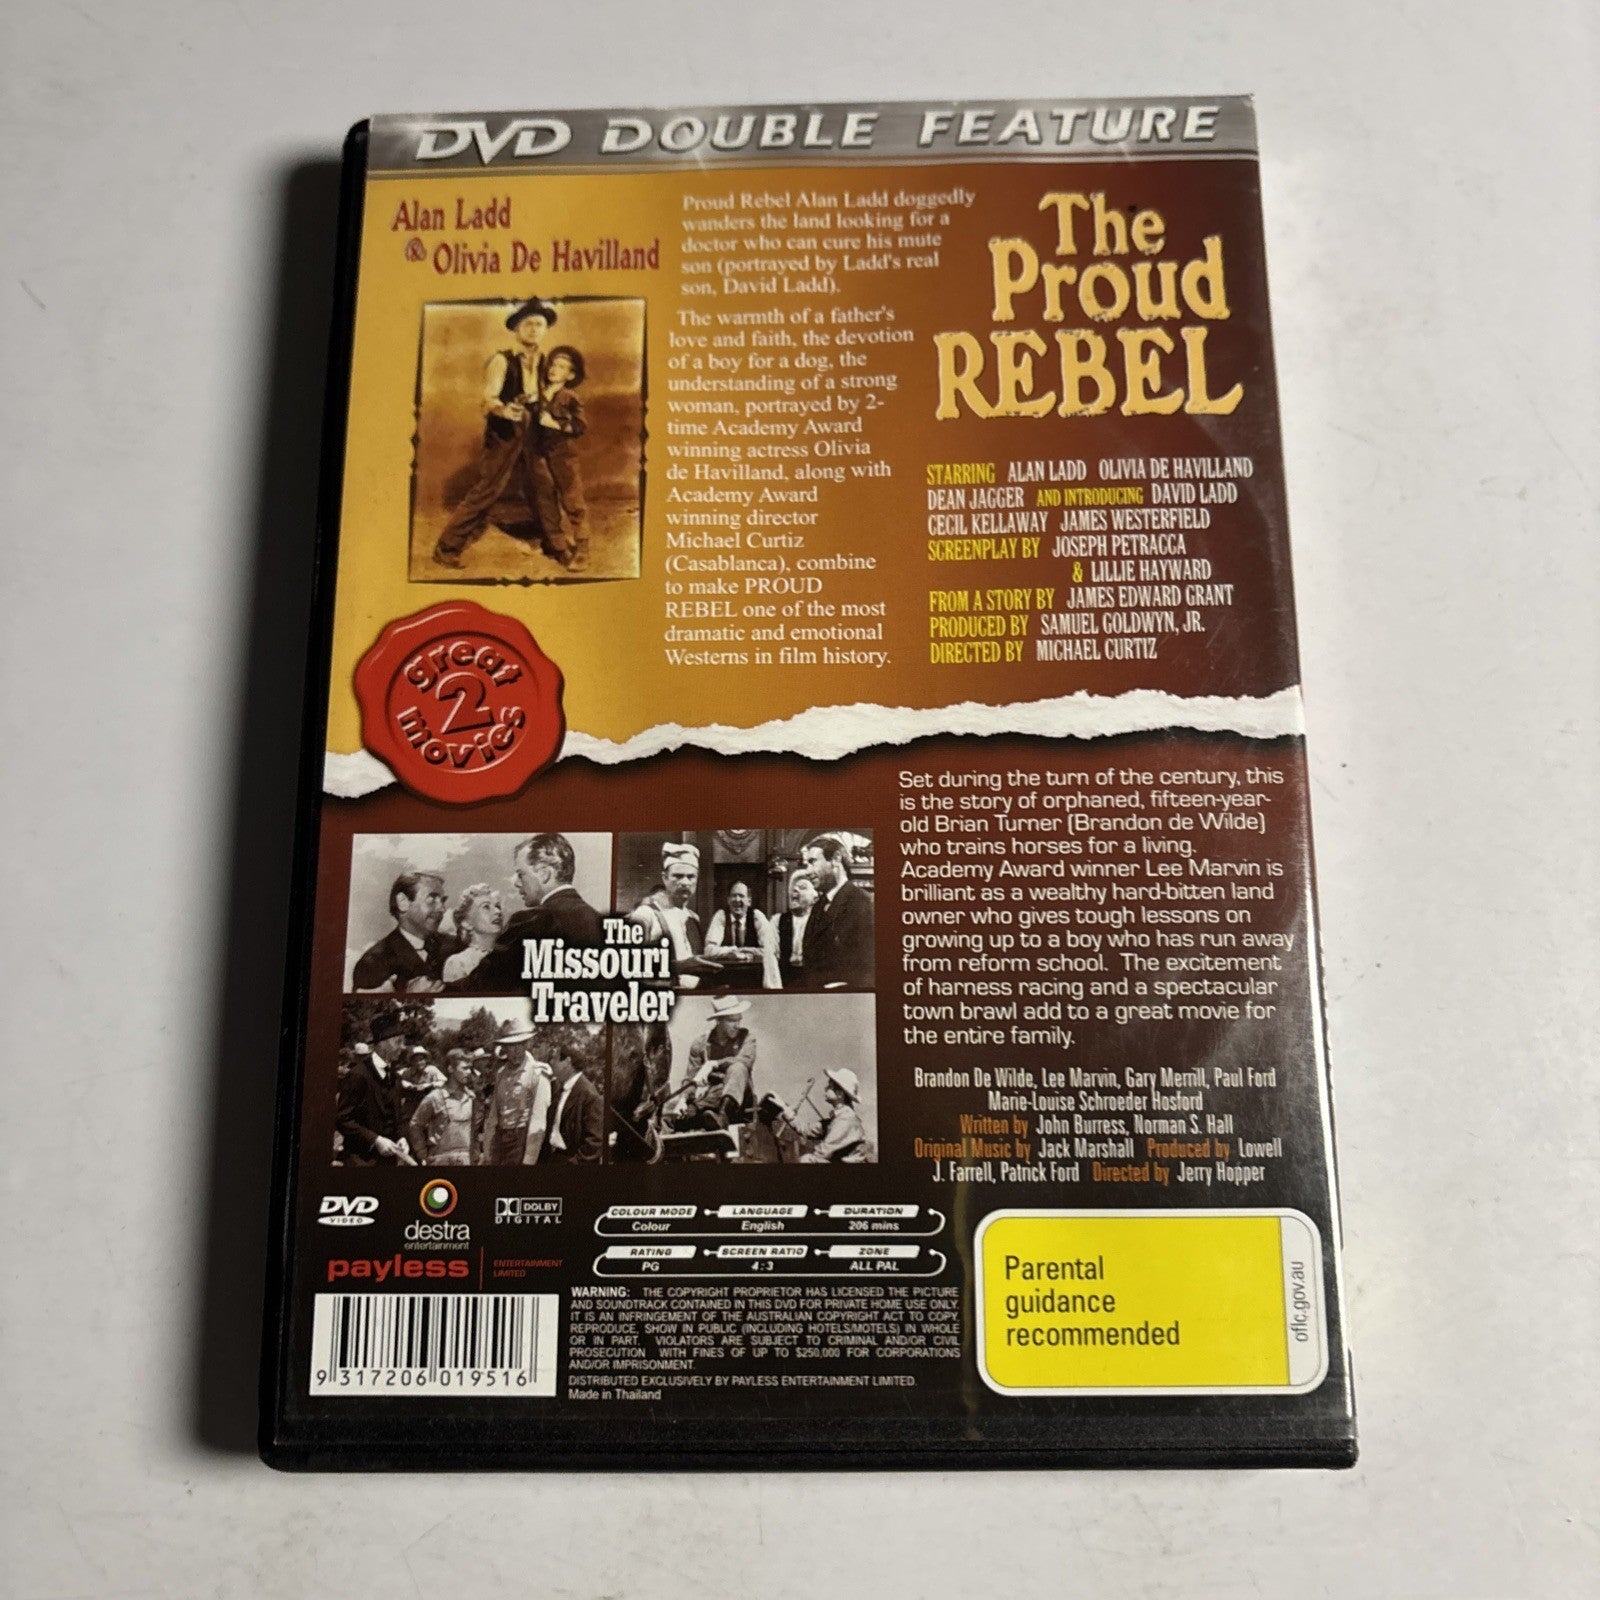 DVD DOUBLE FEATURE
Alan Ladd
& Olivia De Havilland
Proud Rebel Alan Ladd doggedly
wanders the land looking for a
doctor who can cure his mute
son (portrayed by Ladd's real
son, David Ladd).
The warmth of a father's
love and faith, the devotion
of a boy for a dog, the
understanding of a strong
woman, portrayed by 2-
time Academy Award
winning actress Olivia
de Havilland, along with
Academy Award
winning director
Michael Curtiz
(Casablanca), combine
to make PROUD
REBEL one of the most
dramatic and emotional
Westerns in film history.
The
Proud
REBEL
STARRING ALAN LADD OLIVIA DE HAVILLAND
DEAN JAGGER AND INTRODUCING DAVID LADD
CECIL KELLAWAY JAMES WESTERFIELD
SCREENPLAY BY JOSEPH PETRACCA
& LILLIE HAYWARD
FROM A STORY BY JAMES EDWARD GRANT
PRODUCED BY SAMUEL GOLDWYN, JR.
DIRECTED BY MICHAEL CURTIZ
great
2
movies
The
Missouri
Traveler
Set during the turn of the century, this
is the story of orphaned, fifteen-year-
old Brian Turner (Brandon de Wilde)
who trains horses for a living.
Academy Award winner Lee Marvin is
brilliant as a wealthy hard-bitten land
owner who gives tough lessons on
growing up to a boy who has run away
from reform school. The excitement
of harness racing and a spectacular
town brawl add to a great movie for
the entire family.
Brandon De Wilde, Lee Marvin, Gary Merrill, Paul Ford
Marie-Louise Schroeder Hosford
Written by John Burress, Norman S. Hall
Original Music by Jack Marshall Produced by Lowell
J. Farrell, Patrick Ford Directed by Jerry Hopper
DVD
VIDEO
destra
entertainment
DOLBY
DIGITAL
payless ENTERTAINMENT
LIMITED
COLOUR MODE LANGUAGE DURATION
Colour English 206 mins
RATING SCREEN RATIO ZONE
PG 4:3 ALL PAL
WARNING: THE COPYRIGHT PROPRIETOR HAS LICENSED THE PICTURE
AND SOUNDTRACK CONTAINED IN THIS DVD FOR PRIVATE HOME USE ONLY.
IT IS AN INFRINGEMENT OF THE AUSTRALIAN COPYRIGHT ACT TO COPY,
REPRODUCE, SHOW IN PUBLIC (INCLUDING HOTELS/MOTELS) IN WHOLE
OR IN PART. VIOLATORS ARE SUBJECT TO CRIMINAL AND/OR CIVIL
PROSECUTION WITH FINES OF UP TO $250,000 FOR CORPORATIONS
AND/OR IMPRISONMENT.
DISTRIBUTED EXCLUSIVELY BY PAYLESS ENTERTAINMENT LIMITED.
Made in Thailand
9 317206 019516
Parental
guidance
recommended
oflc.gov.au